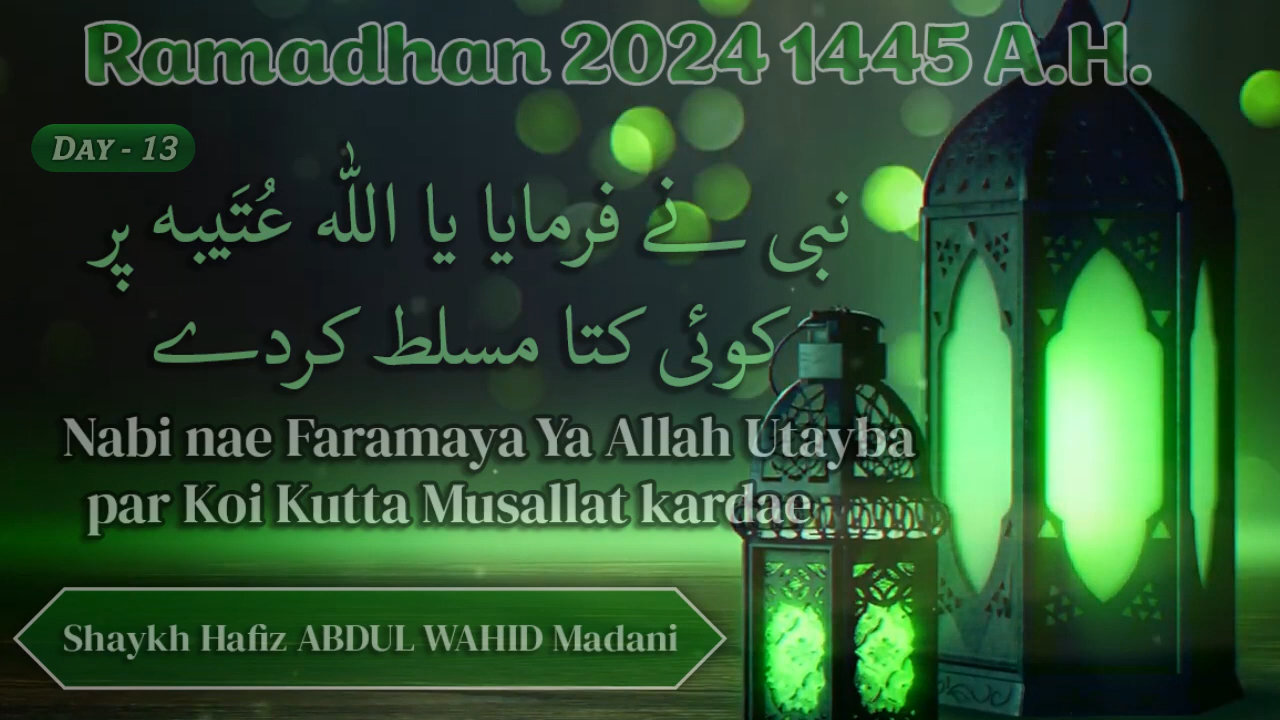 Ramadhan 2024 1445 A.H.
DAY - 13
نبی نے فرمایا یا اللّٰہ عُتَیبہ پر
کوئی کتا مسلط کردے
Nabi nae Faramaya Ya Allah Utayba
par Koi Kutta Musallat kardae
Shaykh Hafiz ABDUL WAHID Madani